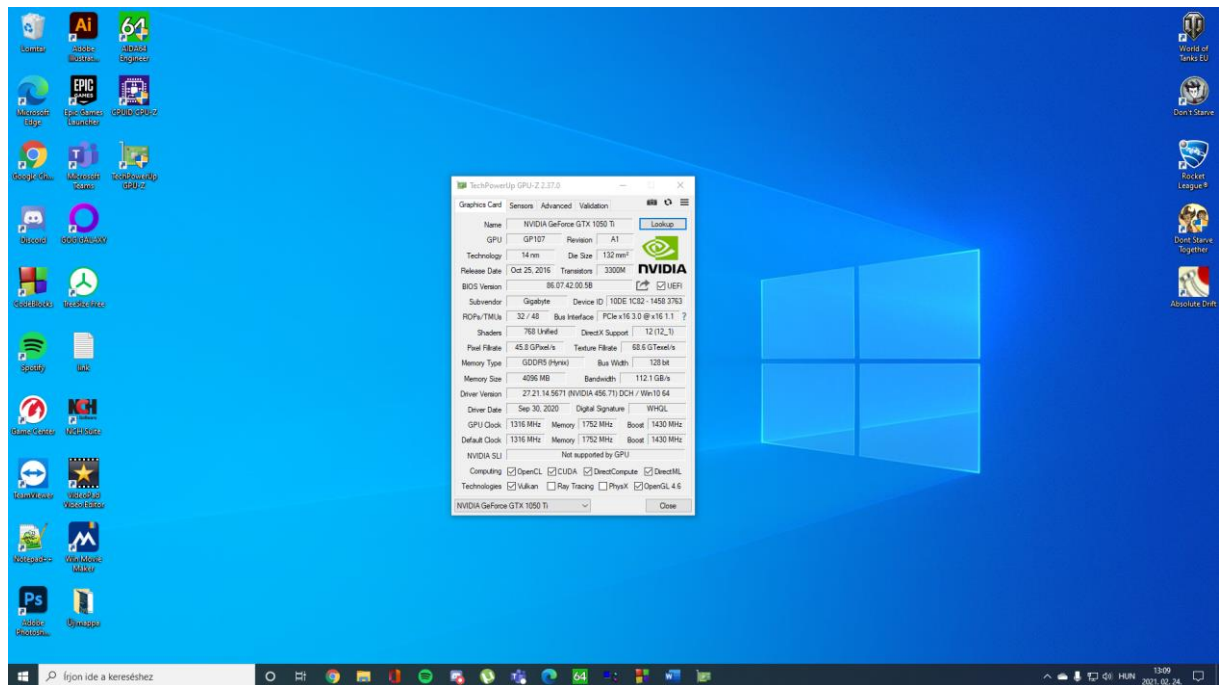 Lomtár
Adobe
Illustrat...
AIDA64
Engineer
Microsoft
Edge
Epic Games
Launcher
CPUID CPU-Z
Google Ch...
Microsoft
Teams
TechPowerUp
GPU-Z
Discord
GOG GALAXY
CodeBlocks
TreeSize Free
Spotify
link
Game Center
NCH Suite
TeamViewer
VideoPad
Video Editor
Notepad++
Win Movie
Maker
Adobe
Photosh...
Új mappa
World of
Tanks EU
Don't Starve
Rocket
League®
Dont Starve
Together
Absolute Drift
TechPowerUp GPU-Z 2.37.0
Graphics Card Sensors Advanced Validation
Name NVIDIA GeForce GTX 1050 Ti Lookup
GPU GP107 Revision A1
Technology 14 nm Die Size 132 mm²
Release Date Oct 25, 2016 Transistors 3300M NVIDIA
BIOS Version 86.07.42.00.5B UEFI
Subvendor Gigabyte Device ID 10DE 1C82 - 1458 3763
ROPs/TMUs 32 / 48 Bus Interface PCIe x16 3.0 @ x16 1.1 ?
Shaders 768 Unified DirectX Support 12 (12_1)
Pixel Fillrate 45.8 GPixel/s Texture Fillrate 68.6 GTexel/s
Memory Type GDDR5 (Hynix) Bus Width 128 bit
Memory Size 4096 MB Bandwidth 112.1 GB/s
Driver Version 27.21.14.5671 (NVIDIA 456.71) DCH / Win10 64
Driver Date Sep 30, 2020 Digital Signature WHQL
GPU Clock 1316 MHz Memory 1752 MHz Boost 1430 MHz
Default Clock 1316 MHz Memory 1752 MHz Boost 1430 MHz
NVIDIA SLI Not supported by GPU
Computing OpenCL CUDA DirectCompute DirectML
Technologies Vulkan Ray Tracing PhysX OpenGL 4.6
NVIDIA GeForce GTX 1050 Ti Close
Írjon ide a kereséshez
HUN
13:09
2021. 02. 24.